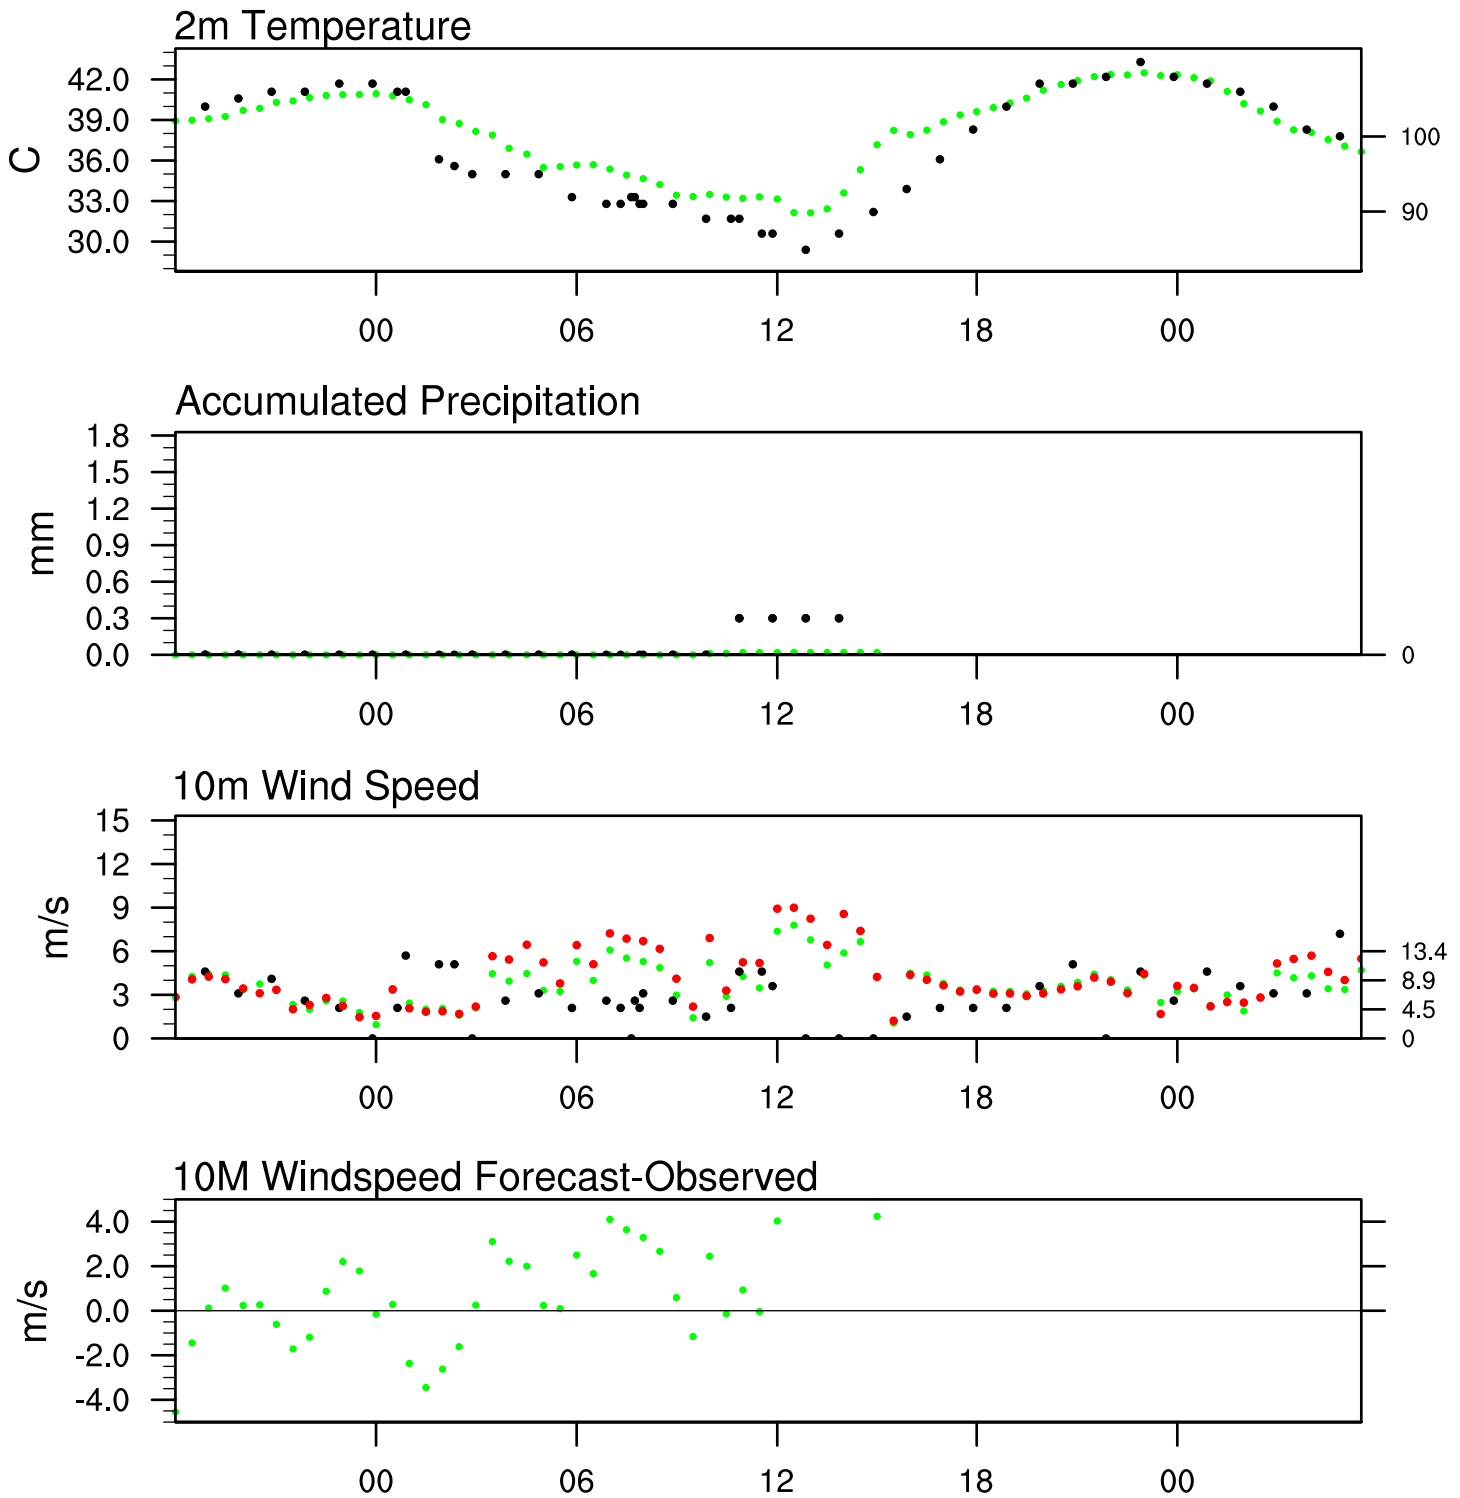 2m Temperature
42.0
39.0
36.0
33.0
30.0
C
100
90
00 06 12 18 00
Accumulated Precipitation
1.8
1.5
1.2
0.9
0.6
0.3
0.0
mm
0
00 06 12 18 00
10m Wind Speed
15
12
9
6
3
0
m/s
13.4
8.9
4.5
0
00 06 12 18 00
10M Windspeed Forecast-Observed
4.0
2.0
0.0
-2.0
-4.0
m/s
00 06 12 18 00